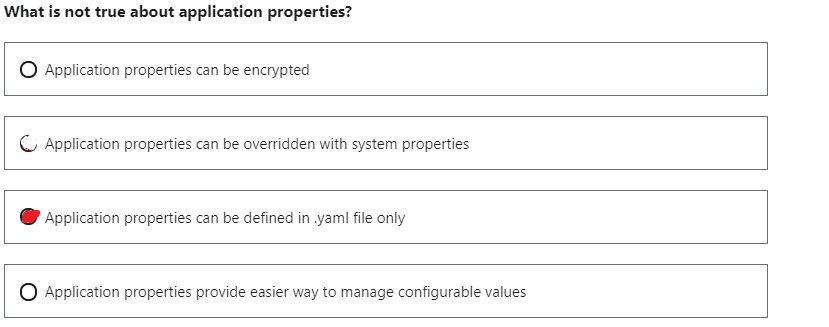 What is not true about application properties?
Application properties can be encrypted
Application properties can be overridden with system properties
Application properties can be defined in .yaml file only
Application properties provide easier way to manage configurable values